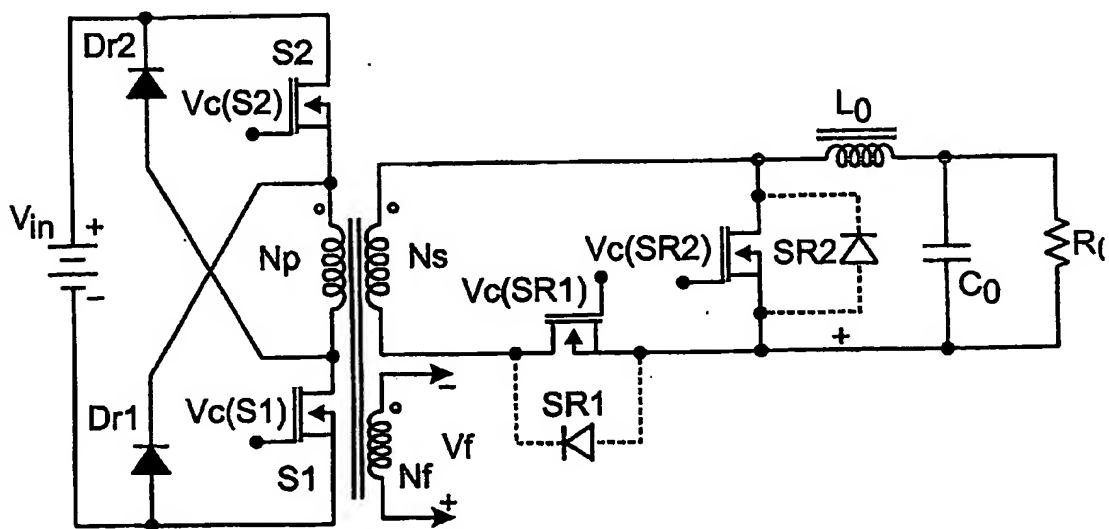 Dr2
S2
Vc(S2)
L0
Vin
+
-
Np
Ns
Vc(SR2)
SR2
Vc(SR1)
C0
R0
+
Dr1
Vc(S1)
S1
SR1
-
Vf
Nf
+